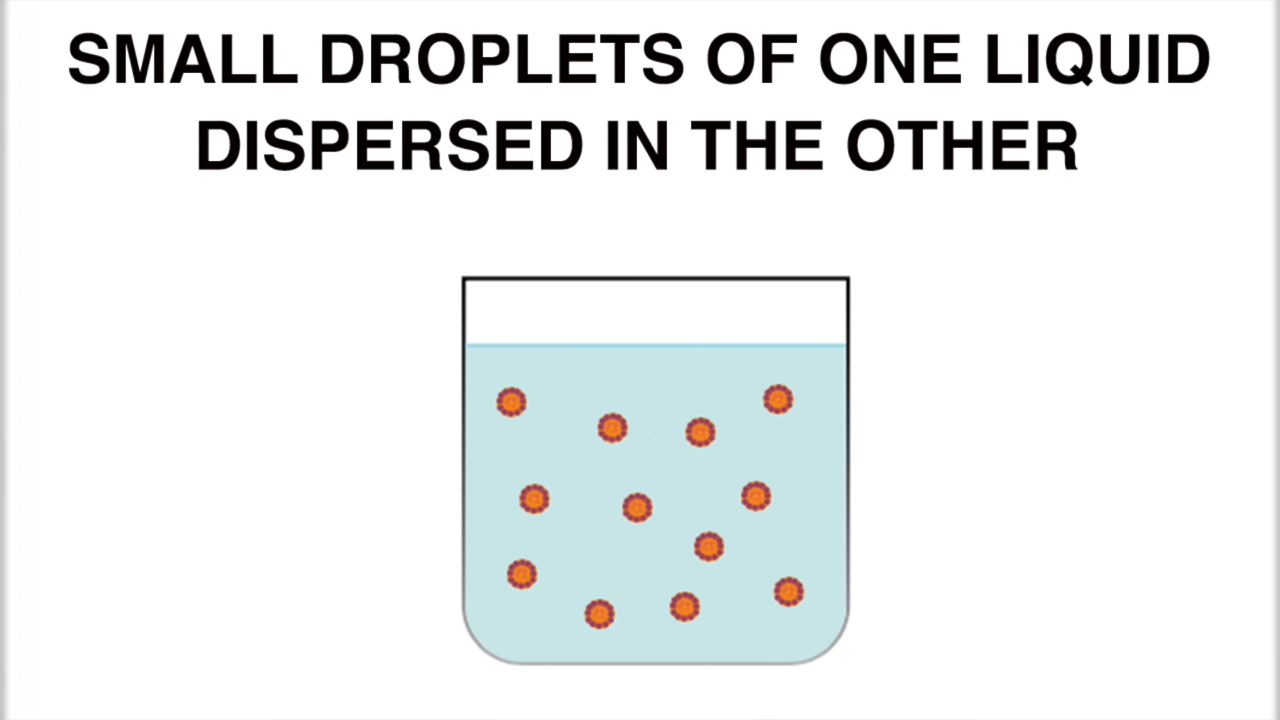 SMALL DROPLETS OF ONE LIQUID
DISPERSED IN THE OTHER